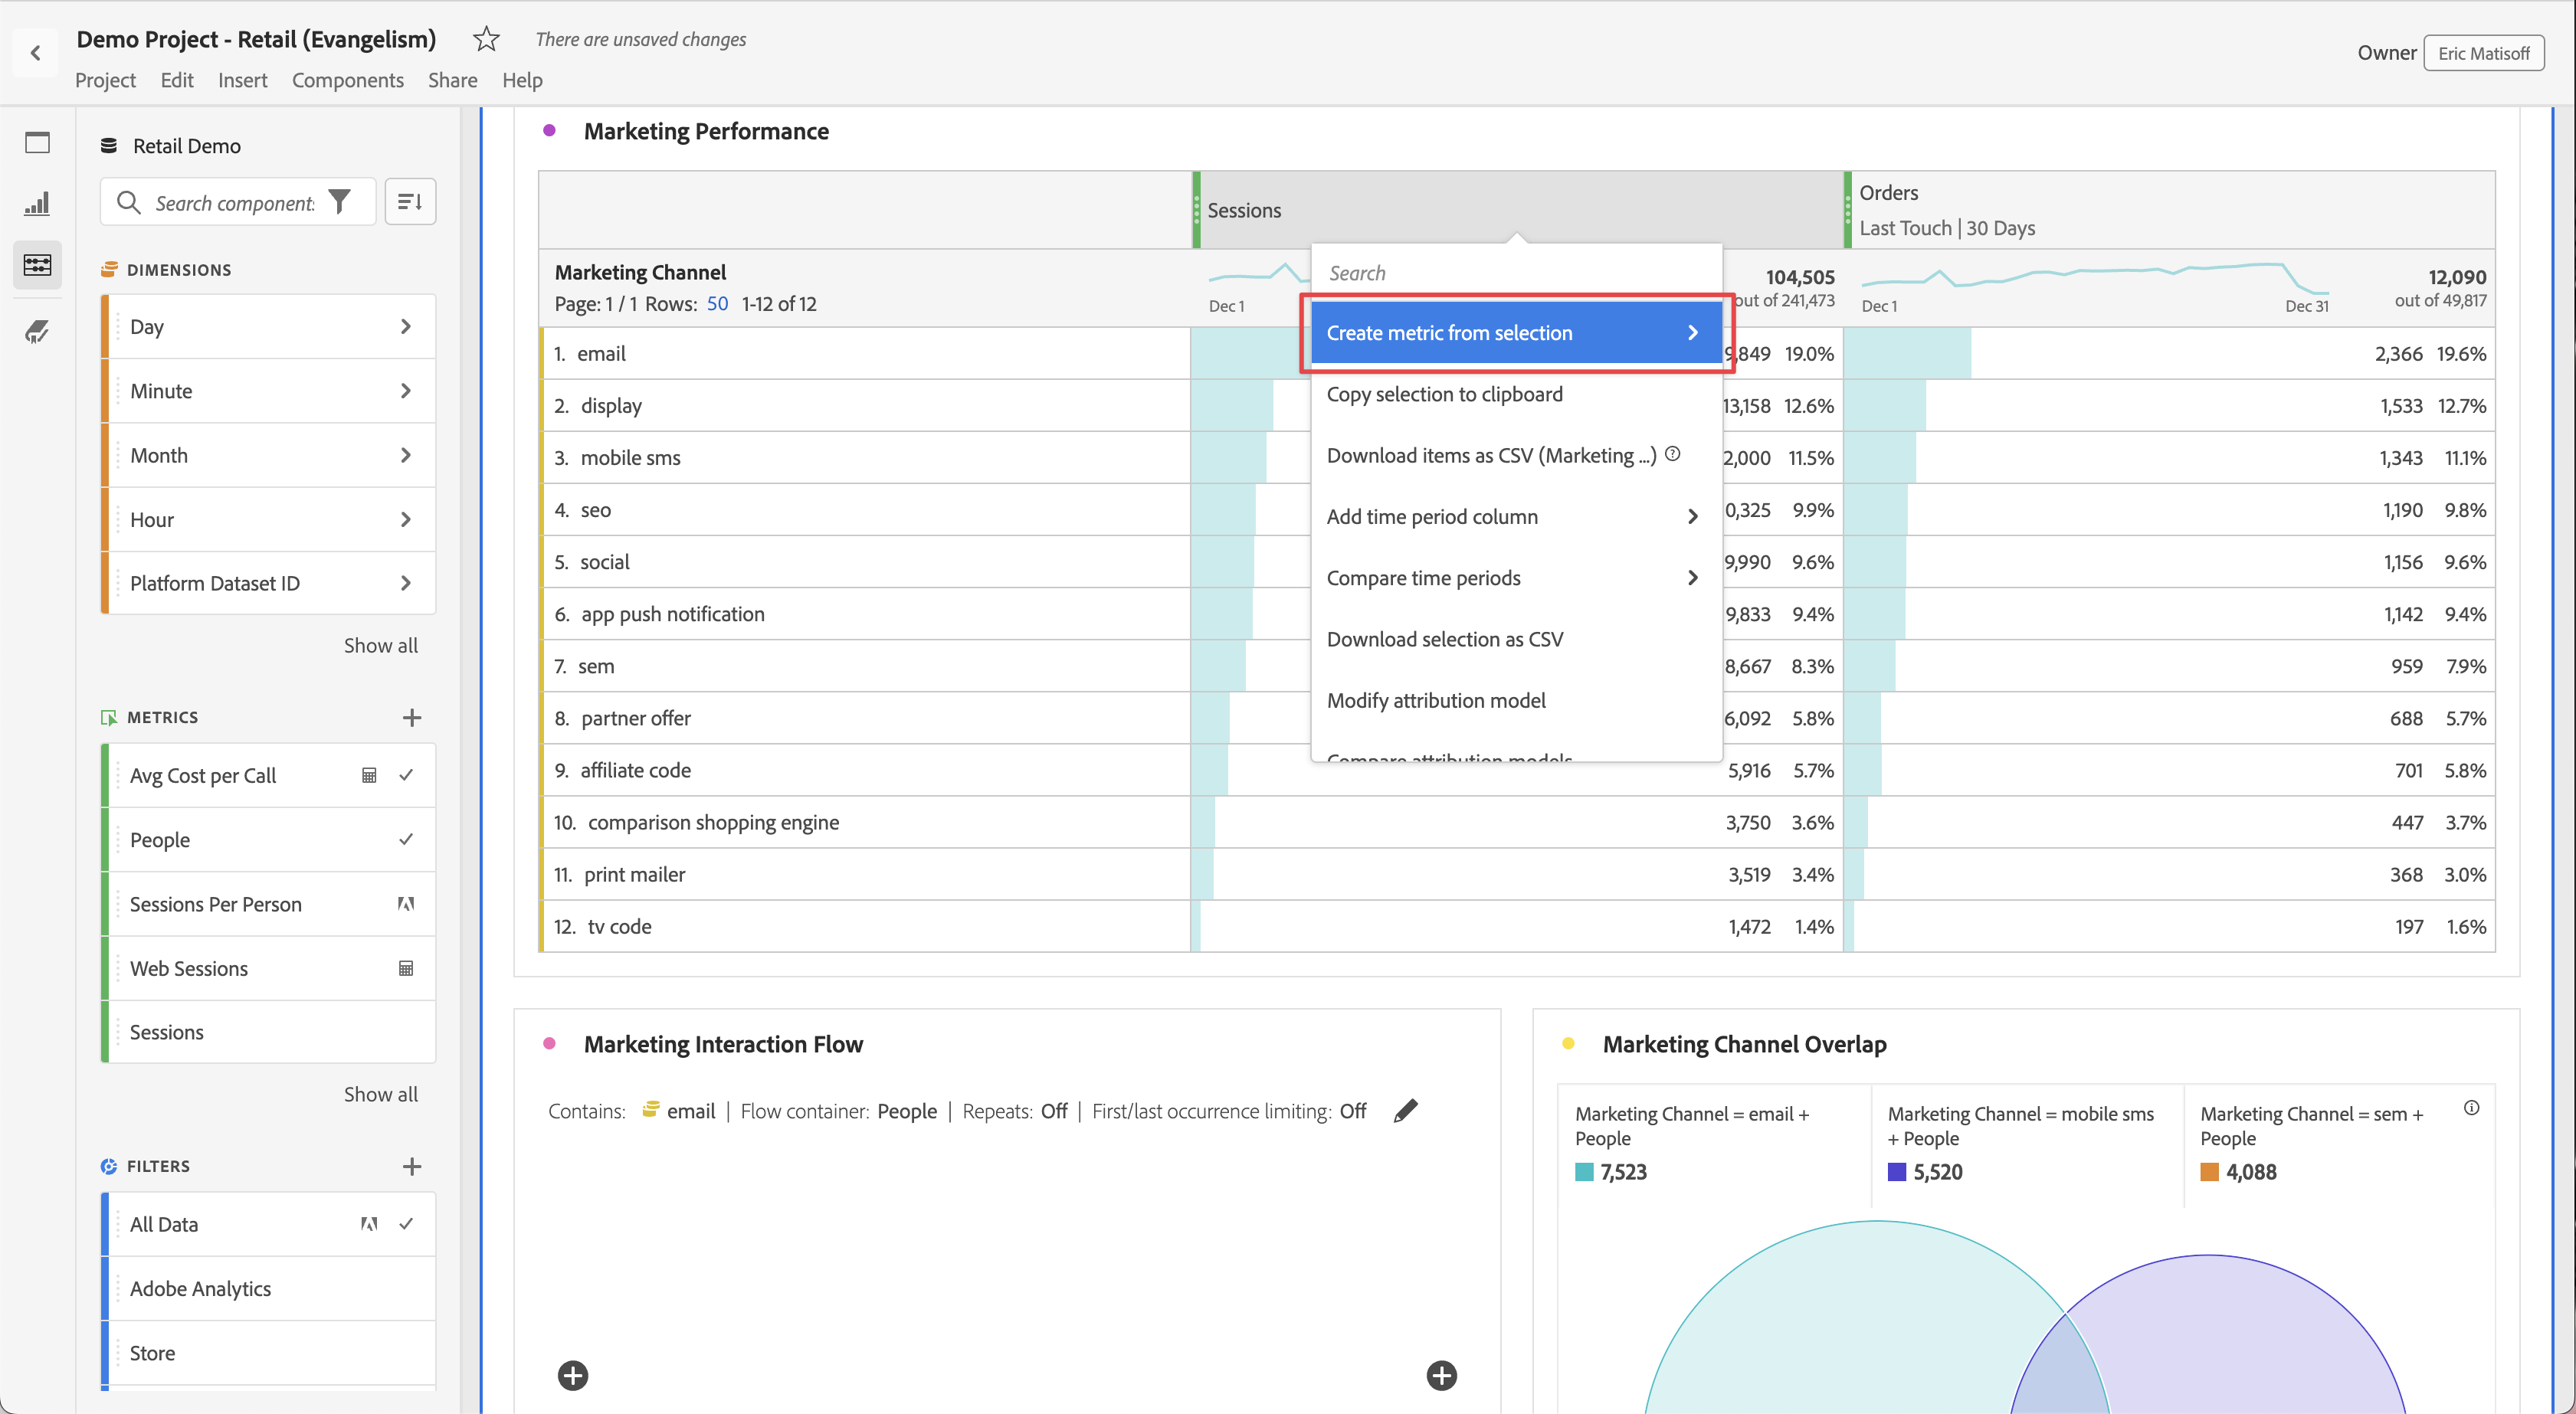 Demo Project - Retail (Evangelism) There are unsaved changes
Owner Eric Matisoff
Project Edit Insert Components Share Help
Retail Demo
Search component
DIMENSIONS
Day
Minute
Month
Hour
Platform Dataset ID
Show all
METRICS
Avg Cost per Call
People
Sessions Per Person
Web Sessions
Sessions
Show all
FILTERS
All Data
Adobe Analytics
Store
Marketing Performance
Sessions
Orders
Last Touch | 30 Days
Marketing Channel
Page: 1 / 1 Rows: 50 1-12 of 12
Dec 1
104,505
out of 241,473
Dec 1
Dec 31
12,090
out of 49,817
1. email 9,849 19.0% 2,366 19.6%
2. display 13,158 12.6% 1,533 12.7%
3. mobile sms 2,000 11.5% 1,343 11.1%
4. seo 0,325 9.9% 1,190 9.8%
5. social 9,990 9.6% 1,156 9.6%
6. app push notification 9,833 9.4% 1,142 9.4%
7. sem 8,667 8.3% 959 7.9%
8. partner offer 6,092 5.8% 688 5.7%
9. affiliate code 5,916 5.7% 701 5.8%
10. comparison shopping engine 3,750 3.6% 447 3.7%
11. print mailer 3,519 3.4% 368 3.0%
12. tv code 1,472 1.4% 197 1.6%
Search
Create metric from selection
Copy selection to clipboard
Download items as CSV (Marketing ...)
Add time period column
Compare time periods
Download selection as CSV
Modify attribution model
Compare attribution models
Marketing Interaction Flow
Contains: email | Flow container: People | Repeats: Off | First/last occurrence limiting: Off
Marketing Channel Overlap
Marketing Channel = email +
People
7,523
Marketing Channel = mobile sms
+ People
5,520
Marketing Channel = sem +
People
4,088